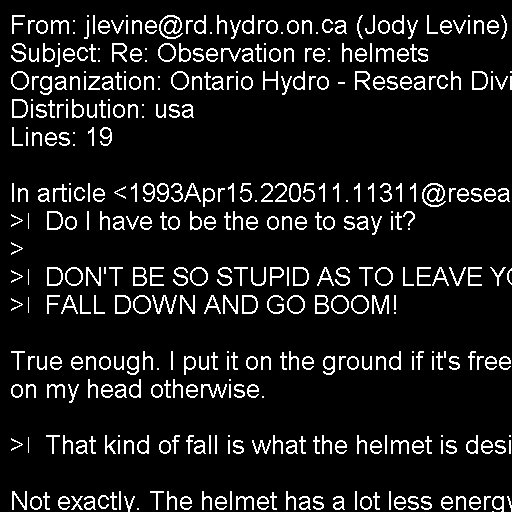 From: jlevine@rd.hydro.on.ca (Jody Levine)
Subject: Re: Observation re: helmets
Organization: Ontario Hydro - Research Divi
Distribution: usa
Lines: 19

In article <1993Apr15.220511.11311@resea
>| Do I have to be the one to say it?
>
>| DON'T BE SO STUPID AS TO LEAVE YO
>| FALL DOWN AND GO BOOM!

True enough. I put it on the ground if it's free
on my head otherwise.

>| That kind of fall is what the helmet is desi

Not exactly. The helmet has a lot less energy